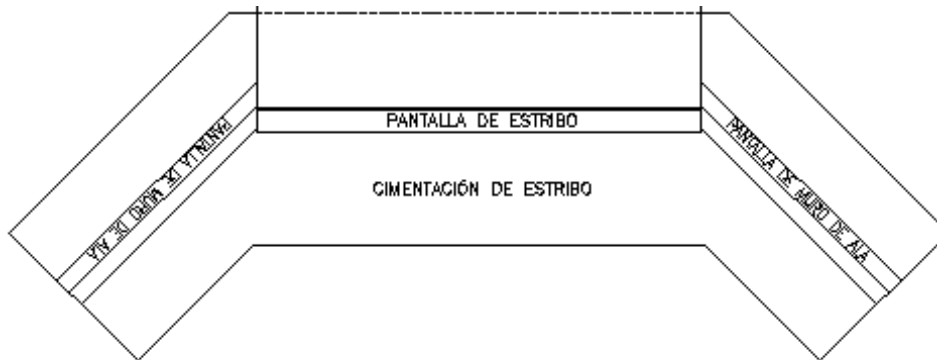 PANTALLA DE ESTRIBO
PANTALLA DE MURO DE ALA
PANTALLA DE MURO DE ALA
CIMENTACIÓN DE ESTRIBO